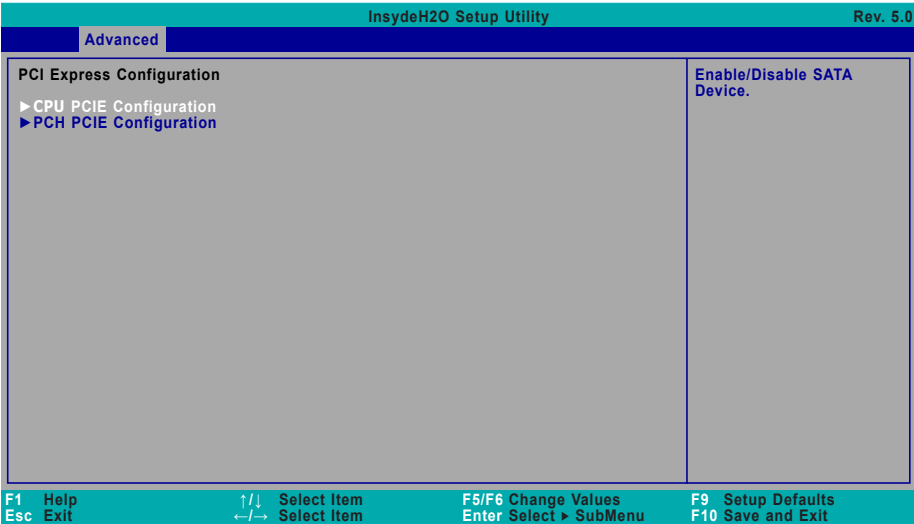 InsydeH2O Setup Utility Rev. 5.0
Advanced
PCI Express Configuration
►CPU PCIE Configuration
►PCH PCIE Configuration
Enable/Disable SATA
Device.
F1 Help ↑/↓ Select Item F5/F6 Change Values F9 Setup Defaults
Esc Exit ←/→ Select Item Enter Select ► SubMenu F10 Save and Exit